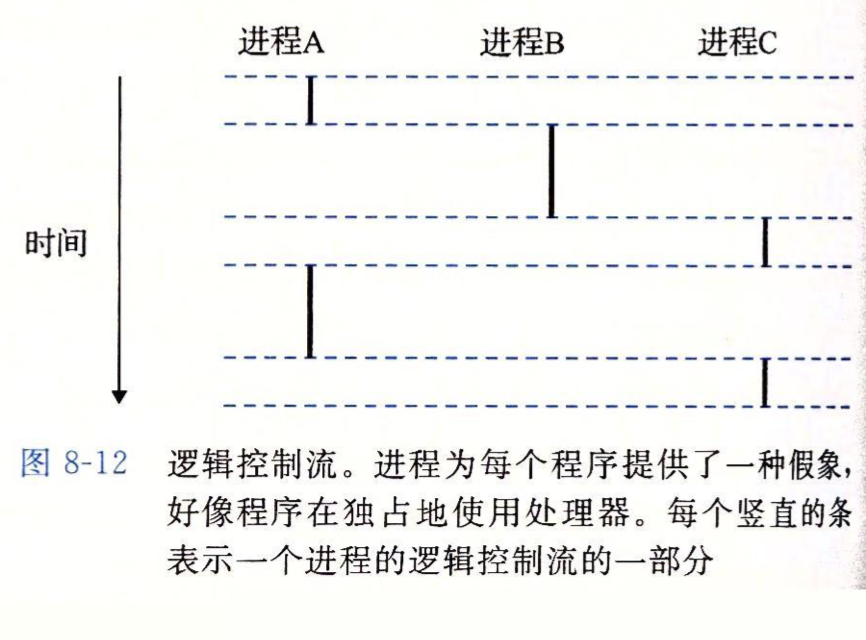 进程A 进程B 进程C
时间
图 8-12 逻辑控制流。进程为每个程序提供了一种假象,
好像程序在独占地使用处理器。每个竖直的条
表示一个进程的逻辑控制流的一部分